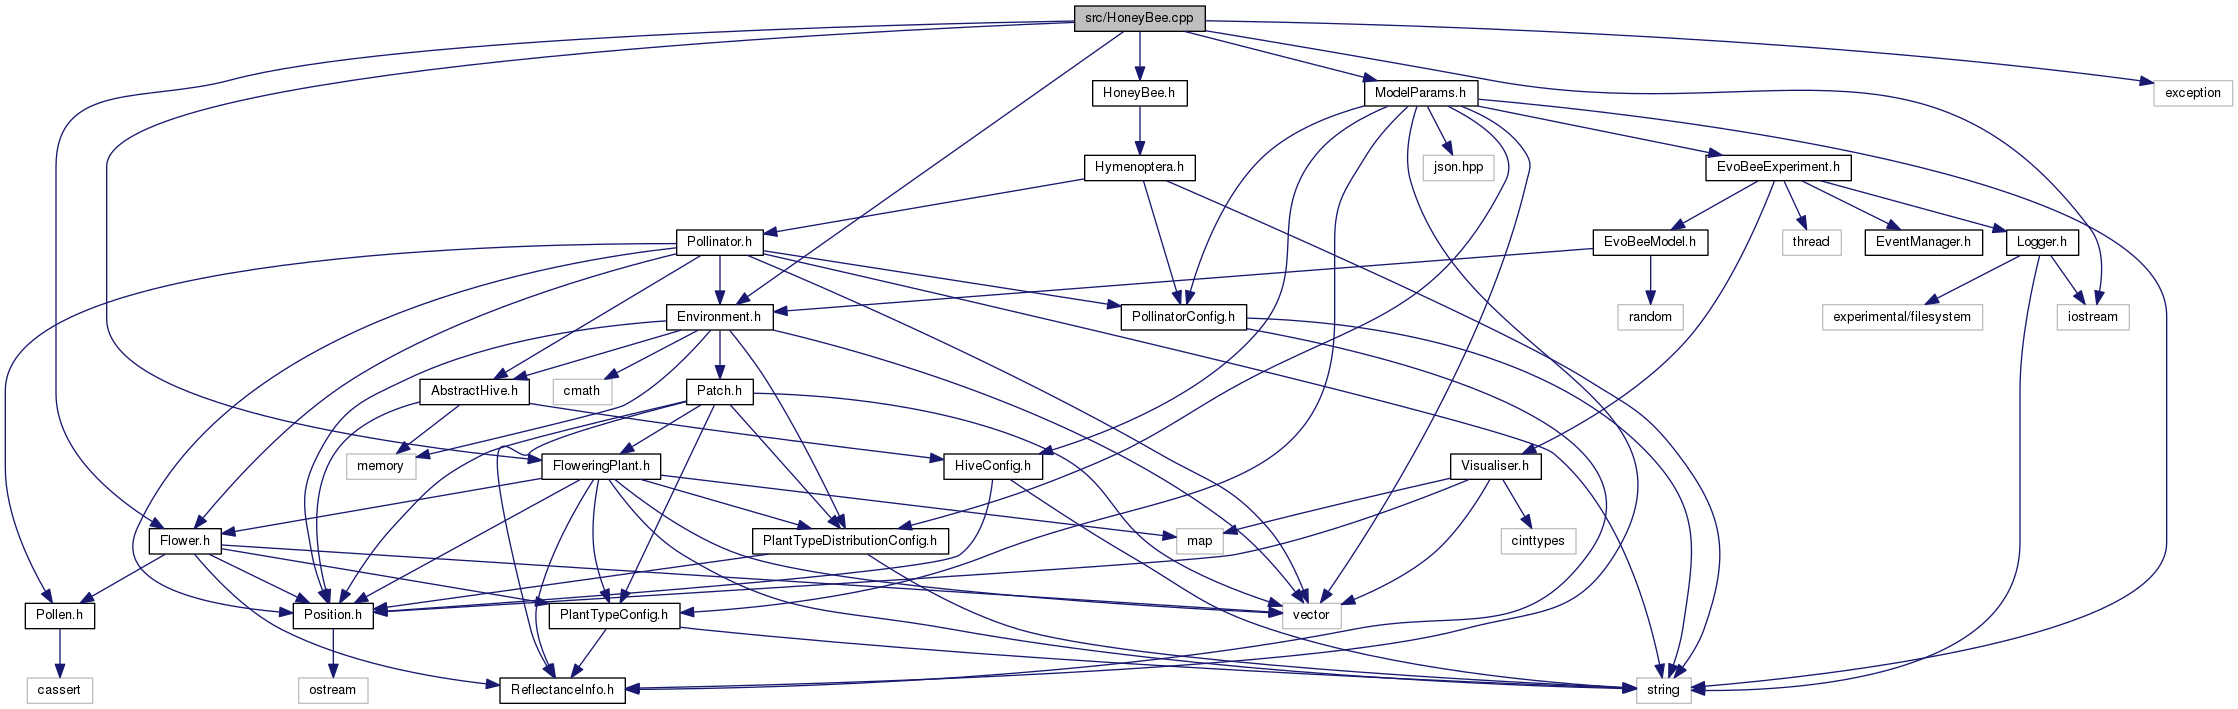 src/HoneyBee.cpp
HoneyBee.h
ModelParams.h
exception
Hymenoptera.h
json.hpp
EvoBeeExperiment.h
Pollinator.h
EvoBeeModel.h
thread
EventManager.h
Logger.h
Environment.h
PollinatorConfig.h
random
experimental/filesystem
iostream
AbstractHive.h
cmath
Patch.h
memory
FloweringPlant.h
HiveConfig.h
Visualiser.h
Flower.h
PlantTypeDistributionConfig.h
map
cinttypes
Pollen.h
Position.h
PlantTypeConfig.h
vector
cassert
ostream
ReflectanceInfo.h
string